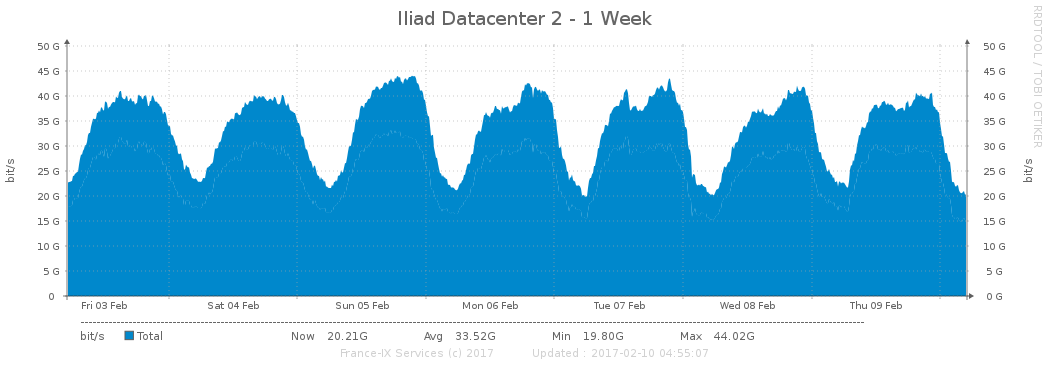 Iliad Datacenter 2 - 1 Week
RRDTOOL / TOBI OETIKER
50 G 50 G
45 G 45 G
40 G 40 G
35 G 35 G
30 G 30 G
25 G 25 G
20 G 20 G
15 G 15 G
10 G 10 G
5 G 5 G
0 0 G
bit/s
bit/s
Fri 03 Feb Sat 04 Feb Sun 05 Feb Mon 06 Feb Tue 07 Feb Wed 08 Feb Thu 09 Feb
bit/s Total Now 20.21G Avg 33.52G Min 19.80G Max 44.02G
France-IX Services (c) 2017 Updated : 2017-02-10 04:55:07